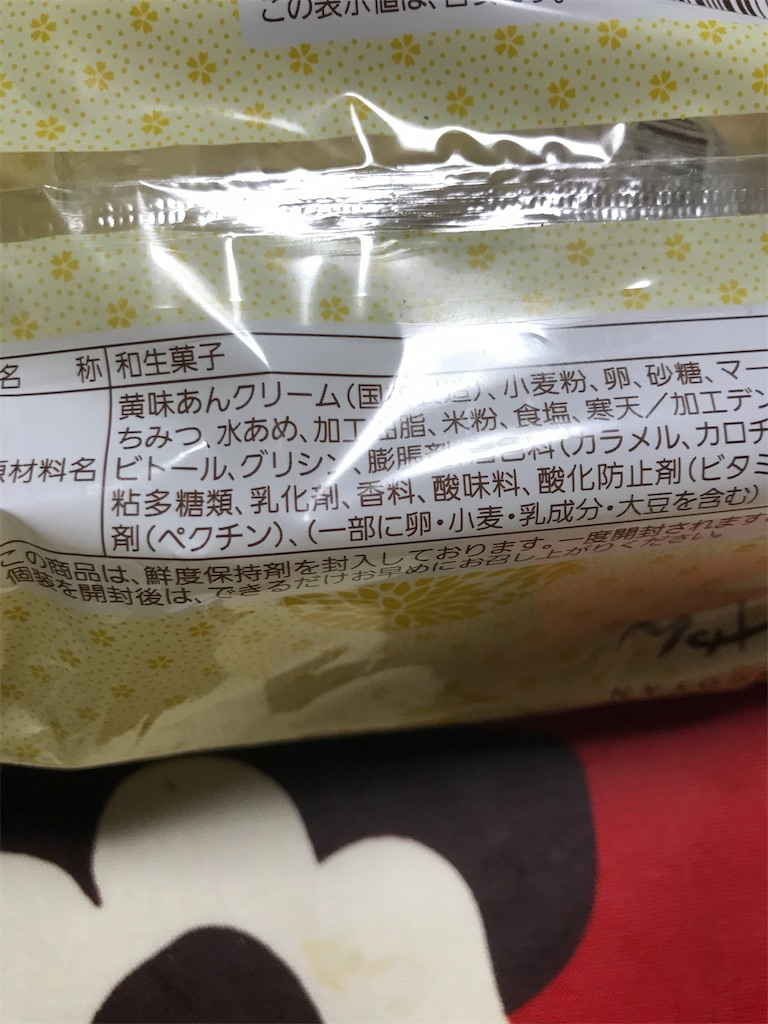 この表示値は、
名 称 和生菓子
黄味あんクリーム(国 造)、小麦粉、卵、砂糖、マー
ちみつ、水あめ、加工油脂、米粉、食塩、寒天/加工デン
原材料名 ビトール、グリシン、膨脹剤、着色料(カラメル、カロチ
粘多糖類、乳化剤、香料、酸味料、酸化防止剤(ビタミ
剤(ペクチン)、(一部に卵・小麦・乳成分・大豆を含む)
この商品は、鮮度保持剤を封入しております。一度開封されます
個装を開封後は、できるだけお早めにお召し上がりください。